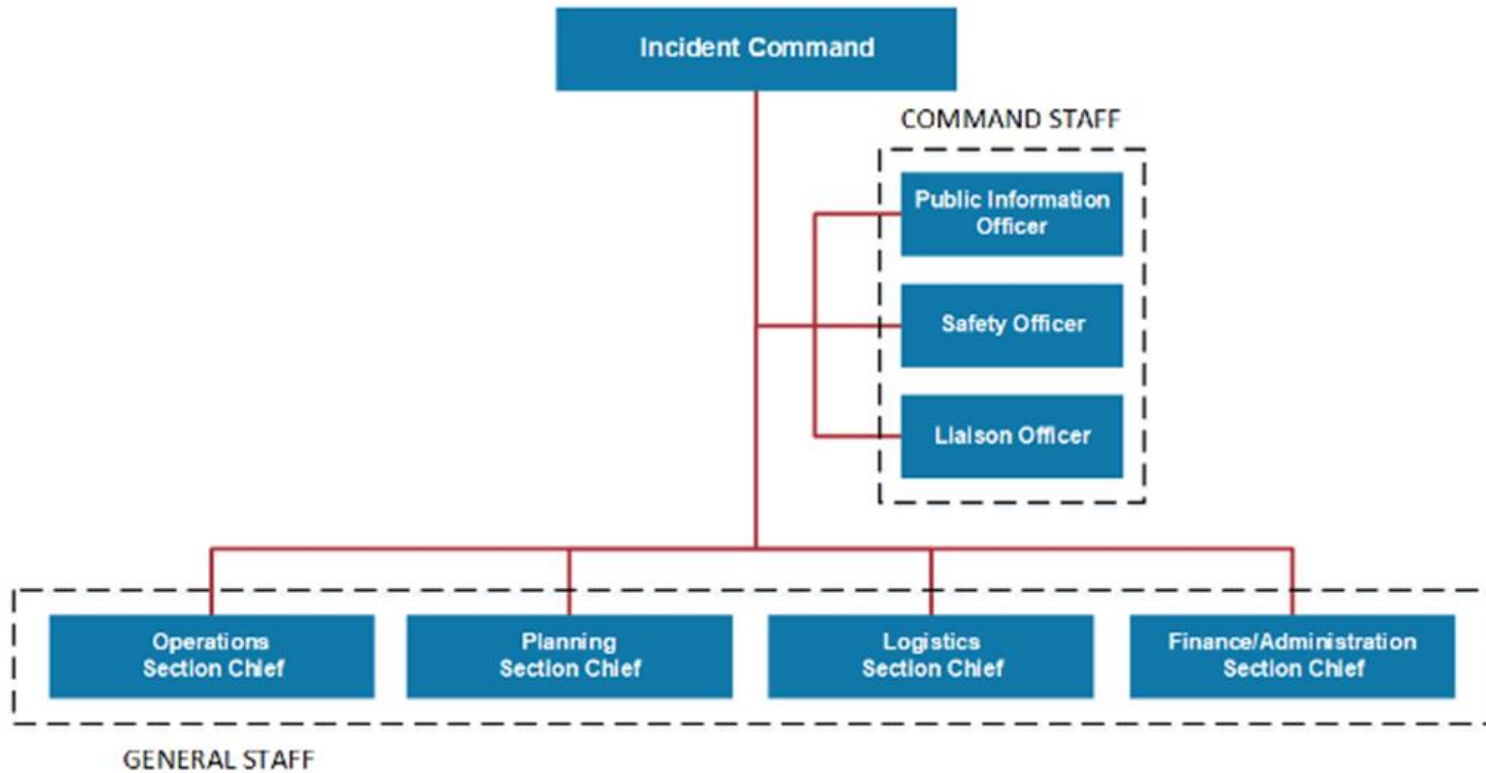 Incident Command
COMMAND STAFF
Public Information
Officer
Safety Officer
Liaison Officer
Operations
Section Chief
Planning
Section Chief
Logistics
Section Chief
Finance/Administration
Section Chief
GENERAL STAFF